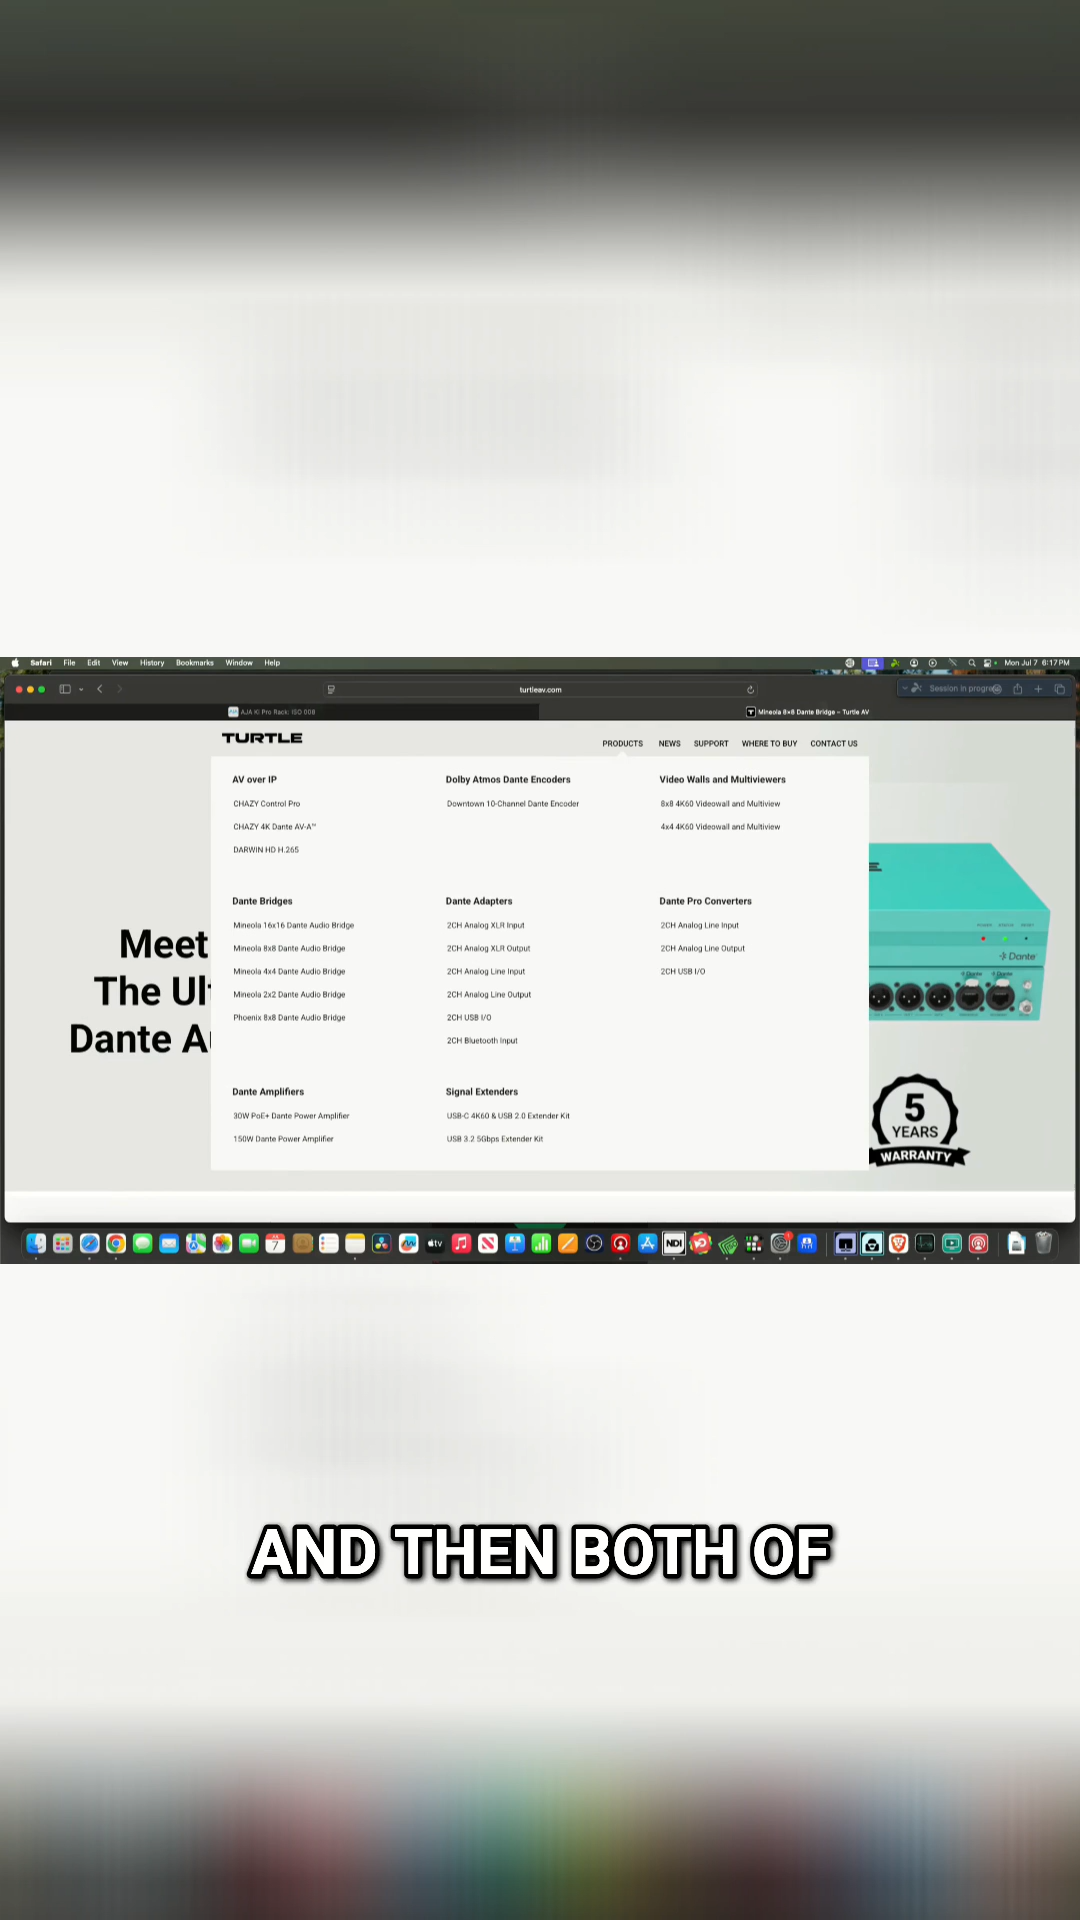 Safari File Edit View History Bookmarks Window Help
Mon Jul 7 6:17 PM
turtleav.com
Session in progre
AJA Ki Pro Rack: ISO 008
Mineola 8×8 Dante Bridge – Turtle AV
TURTLE
PRODUCTS NEWS SUPPORT WHERE TO BUY CONTACT US
AV over IP
CHAZY Control Pro
CHAZY 4K Dante AV-A™
DARWIN HD H.265
Dolby Atmos Dante Encoders
Downtown 10-Channel Dante Encoder
Video Walls and Multiviewers
8x8 4K60 Videowall and Multiview
4x4 4K60 Videowall and Multiview
Dante Bridges
Mineola 16x16 Dante Audio Bridge
Mineola 8x8 Dante Audio Bridge
Mineola 4x4 Dante Audio Bridge
Mineola 2x2 Dante Audio Bridge
Phoenix 8x8 Dante Audio Bridge
Dante Adapters
2CH Analog XLR Input
2CH Analog XLR Output
2CH Analog Line Input
2CH Analog Line Output
2CH USB I/O
2CH Bluetooth Input
Dante Pro Converters
2CH Analog Line Input
2CH Analog Line Output
2CH USB I/O
Dante Amplifiers
30W PoE+ Dante Power Amplifier
150W Dante Power Amplifier
Signal Extenders
USB-C 4K60 & USB 2.0 Extender Kit
USB 3.2 5Gbps Extender Kit
Meet
The Ul
Dante A
Dante
5
YEARS
WARRANTY
7
tv
NDI
AND THEN BOTH OF